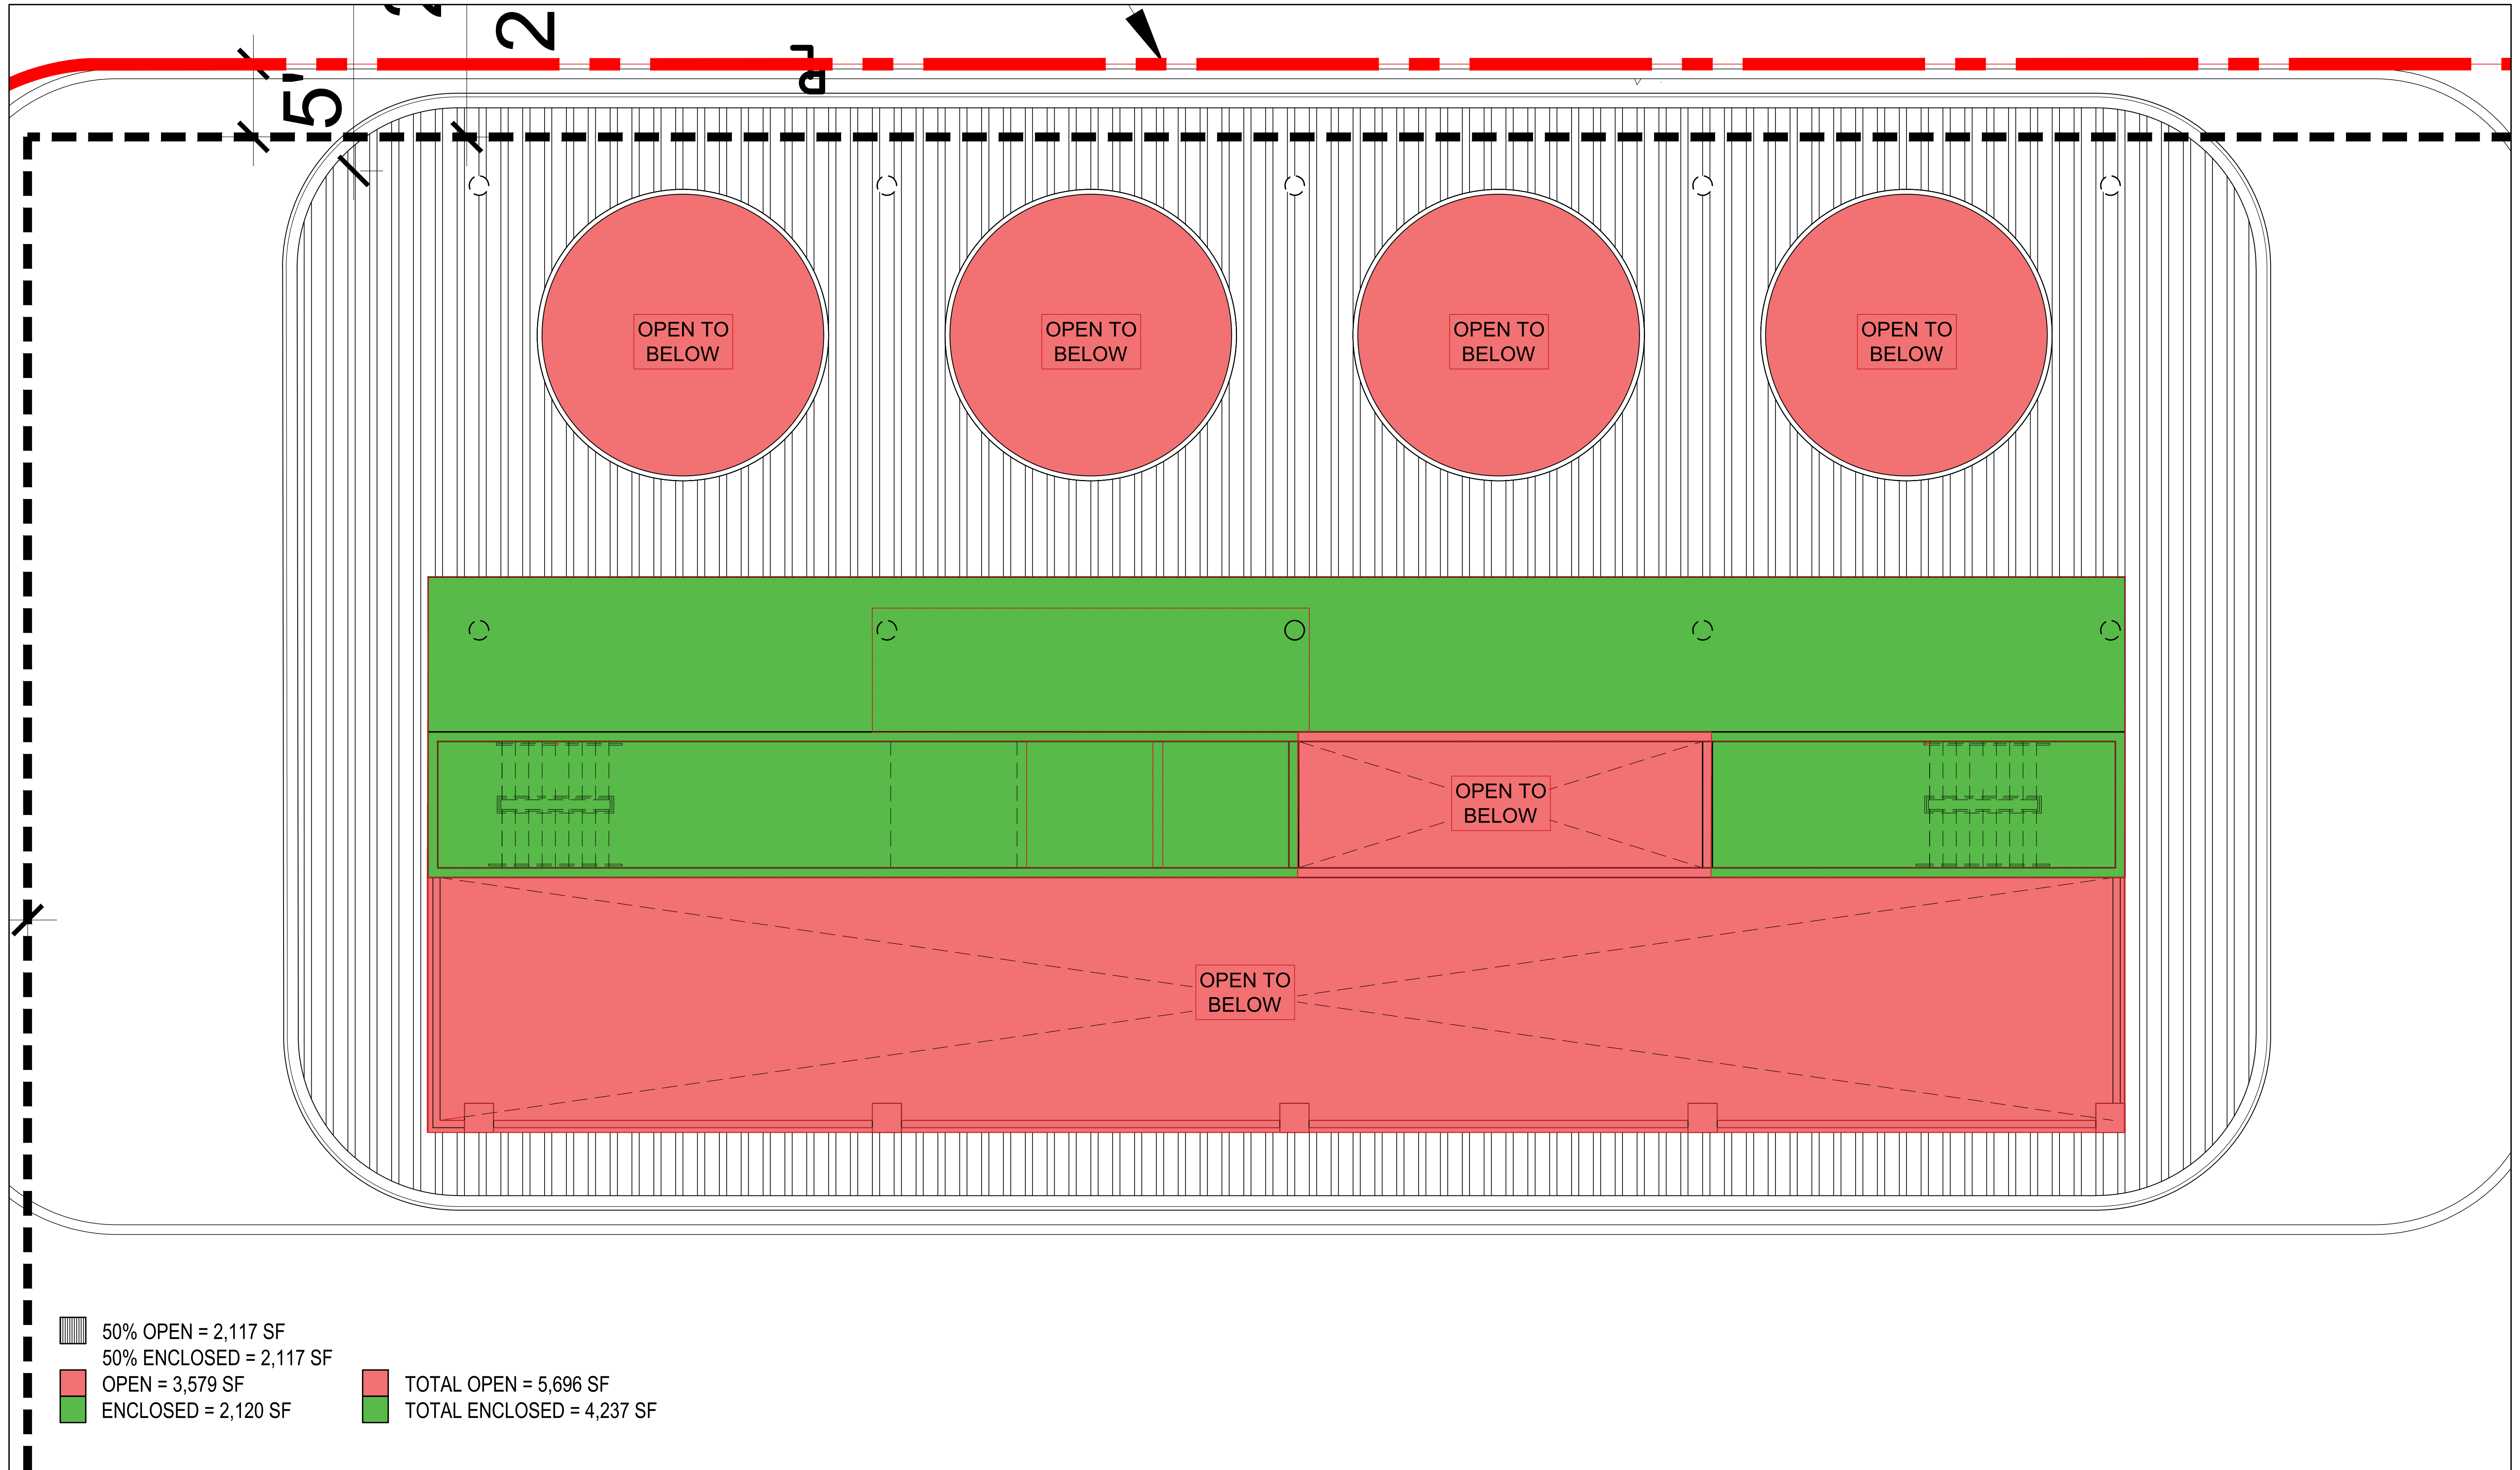 2
5'
OPEN TO
BELOW
OPEN TO
BELOW
OPEN TO
BELOW
OPEN TO
BELOW
OPEN TO
BELOW
OPEN TO
BELOW
50% OPEN = 2,117 SF
50% ENCLOSED = 2,117 SF
OPEN = 3,579 SF
ENCLOSED = 2,120 SF
TOTAL OPEN = 5,696 SF
TOTAL ENCLOSED = 4,237 SF